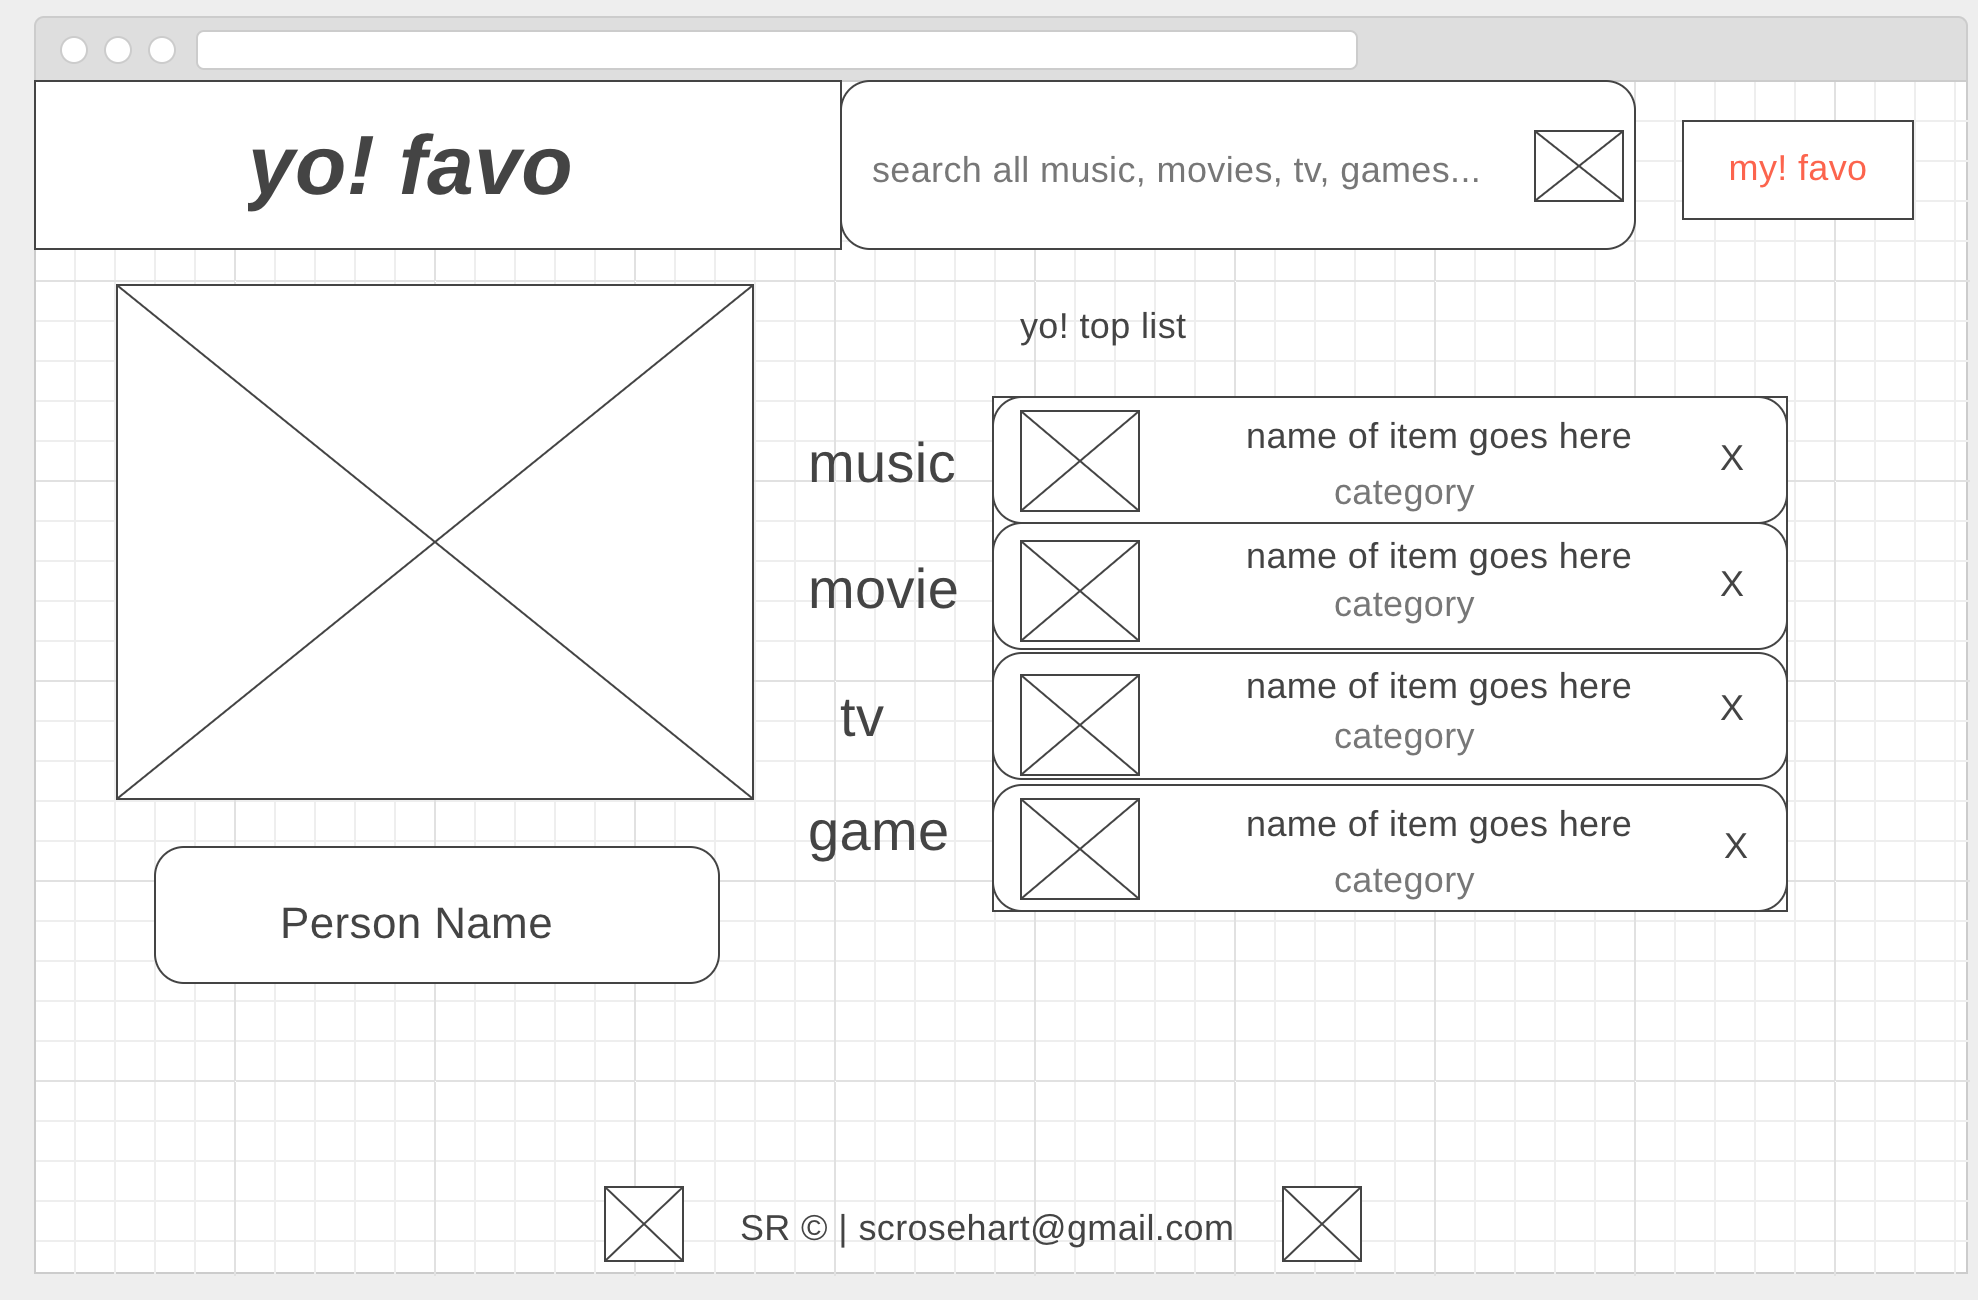 yo! favo
search all music, movies, tv, games...
my! favo
yo! top list
music
name of item goes here
category
X
movie
name of item goes here
category
X
tv
name of item goes here
category
X
game
name of item goes here
category
X
Person Name
SR © | scrosehart@gmail.com